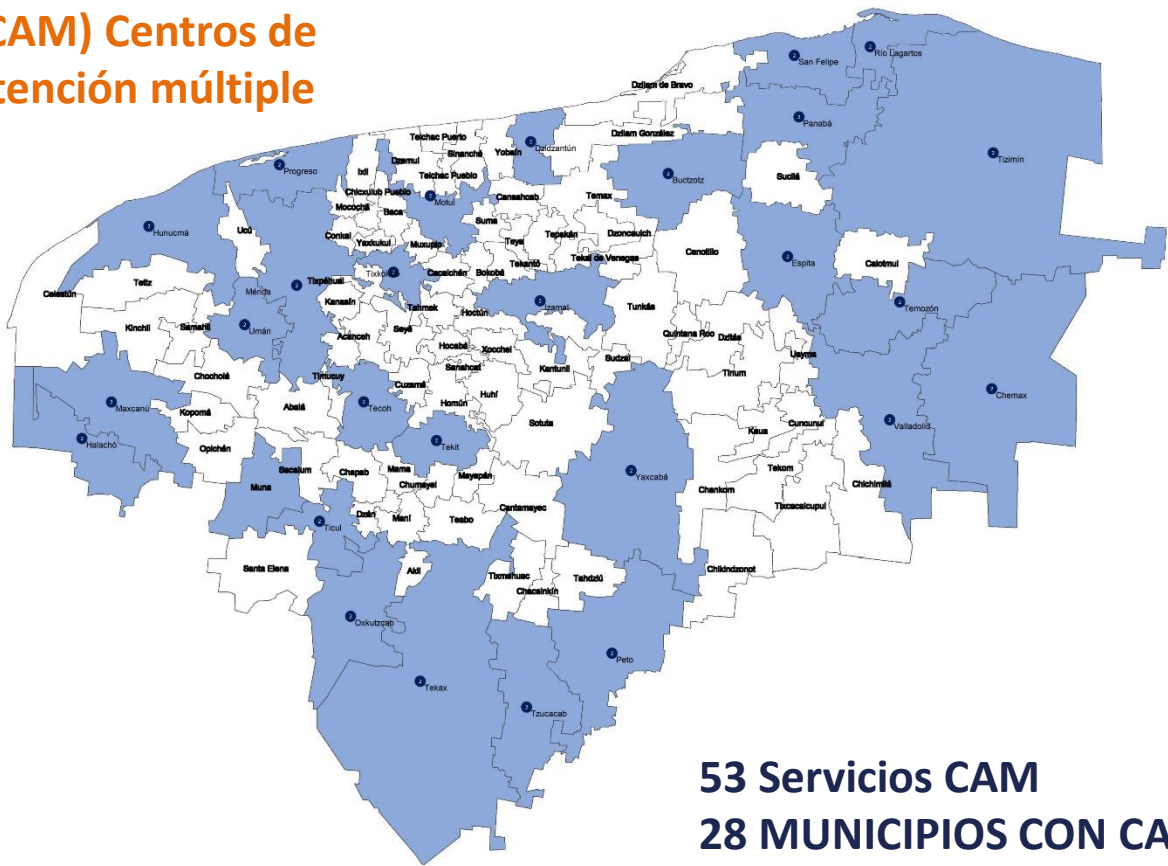 CAM) Centros de
tención múltiple
San Felipe
Río Lagartos
Dzilam de Bravo
Panabá
Telchac Puerto
Dzilam González
Sinanché
Yobaín
Dzidzantún
Tizimín
Dzamul
Progreso
Ixil
Telchac Pueblo
Buctzotz
Sucilá
Chicxulub Pueblo
Motul
Cansahcab
Temax
Mocochá
Baca
Suma
Hunucmá
Ucú
Conkal
Yaxkukul
Muxupip
Teya
Tepakán
Dzoncauich
Cenotillo
Espita
Calotmul
Tekal de Venegas
Tekantó
Tixkok
Cacalchén
Bokobá
Tetiz
Mérida
Tixpéhual
Celestún
Kanasín
Tahmek
Hoctún
Izamal
Tunkás
Temozón
Kinchil
Samahil
Umán
Acanceh
Seyé
Quintana Roo
Dzitás
Hocabá
Xocchel
Sudzal
Uayma
Sanahcat
Kantunil
Chocholá
Timucuy
Cuzamá
Tinum
Huhí
Chemax
Maxcanú
Kopomá
Abalá
Tecoh
Homún
Sotuta
Valladolid
Cuncunul
Kaua
Halachó
Opichén
Tekit
Sacalum
Chapab
Mama
Mayapán
Yaxcabá
Tekom
Muna
Chumayel
Chankom
Chichimilá
Tixcacalcupul
Cantamayec
Ticul
Dzán
Maní
Teabo
Santa Elena
Akil
Tixmehuac
Tahdziú
Chikindzonot
Chacsinkín
Oxkutzcab
Peto
Tekax
Tzucacab
53 Servicios CAM
28 MUNICIPIOS CON CA